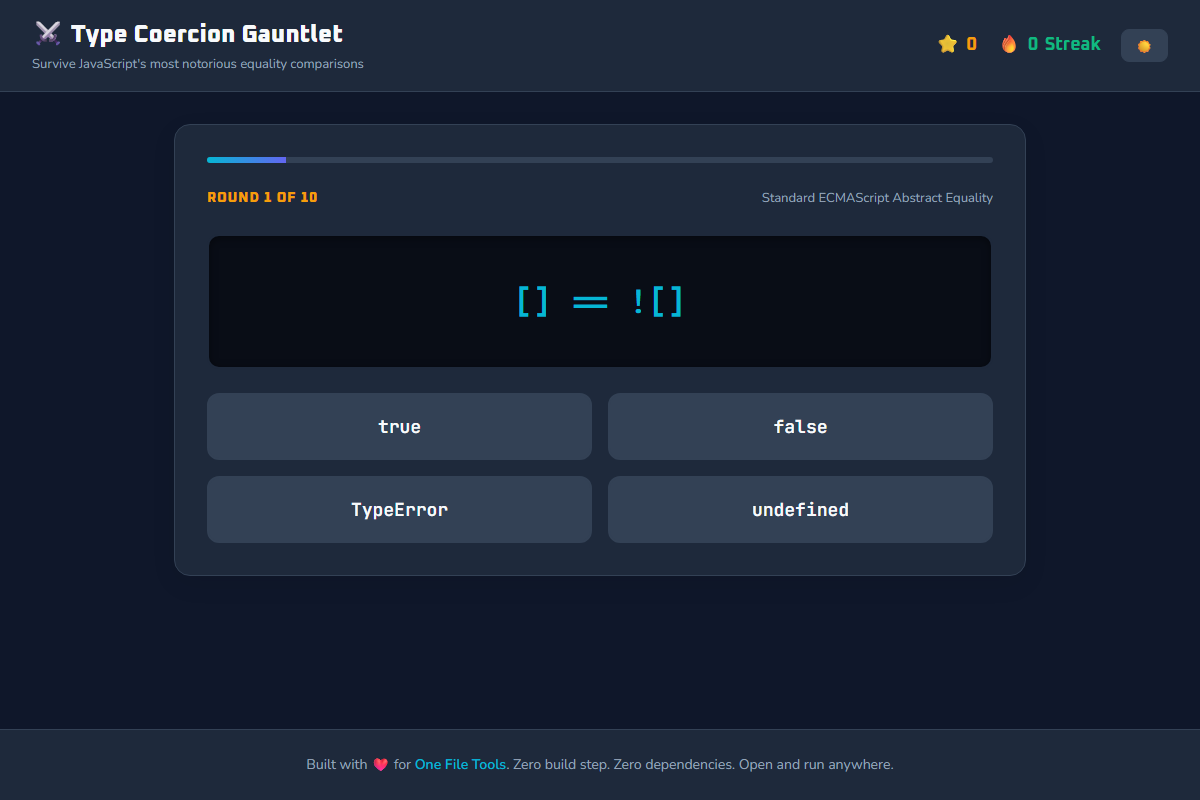 ⚔️ Type Coercion Gauntlet
Survive JavaScript's most notorious equality comparisons
⭐ 0 🔥 0 Streak
ROUND 1 OF 10
Standard ECMAScript Abstract Equality
[] == ![]
true
false
TypeError
undefined
Built with ❤️ for One File Tools. Zero build step. Zero dependencies. Open and run anywhere.